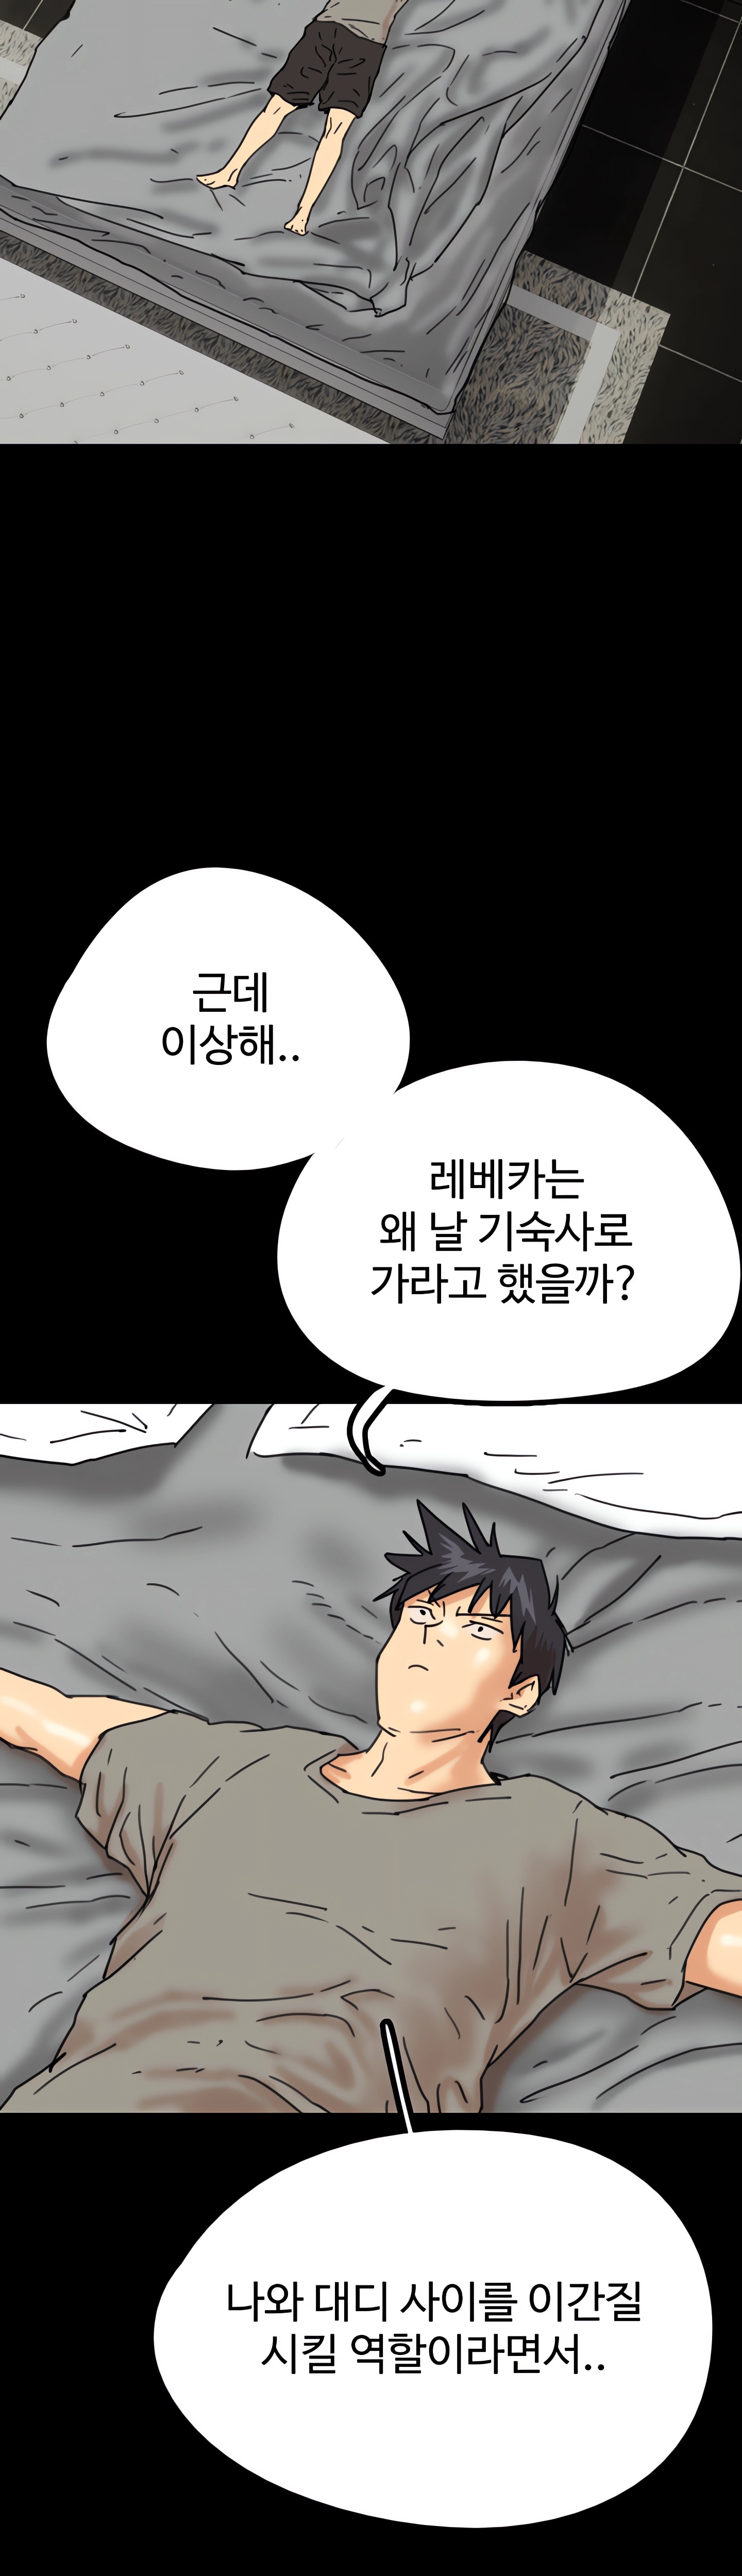 근데
이상해..
레베카는
왜 날 기숙사로
가라고 했을까?
나와 대디 사이를 이간질
시킬 역할이라면서..